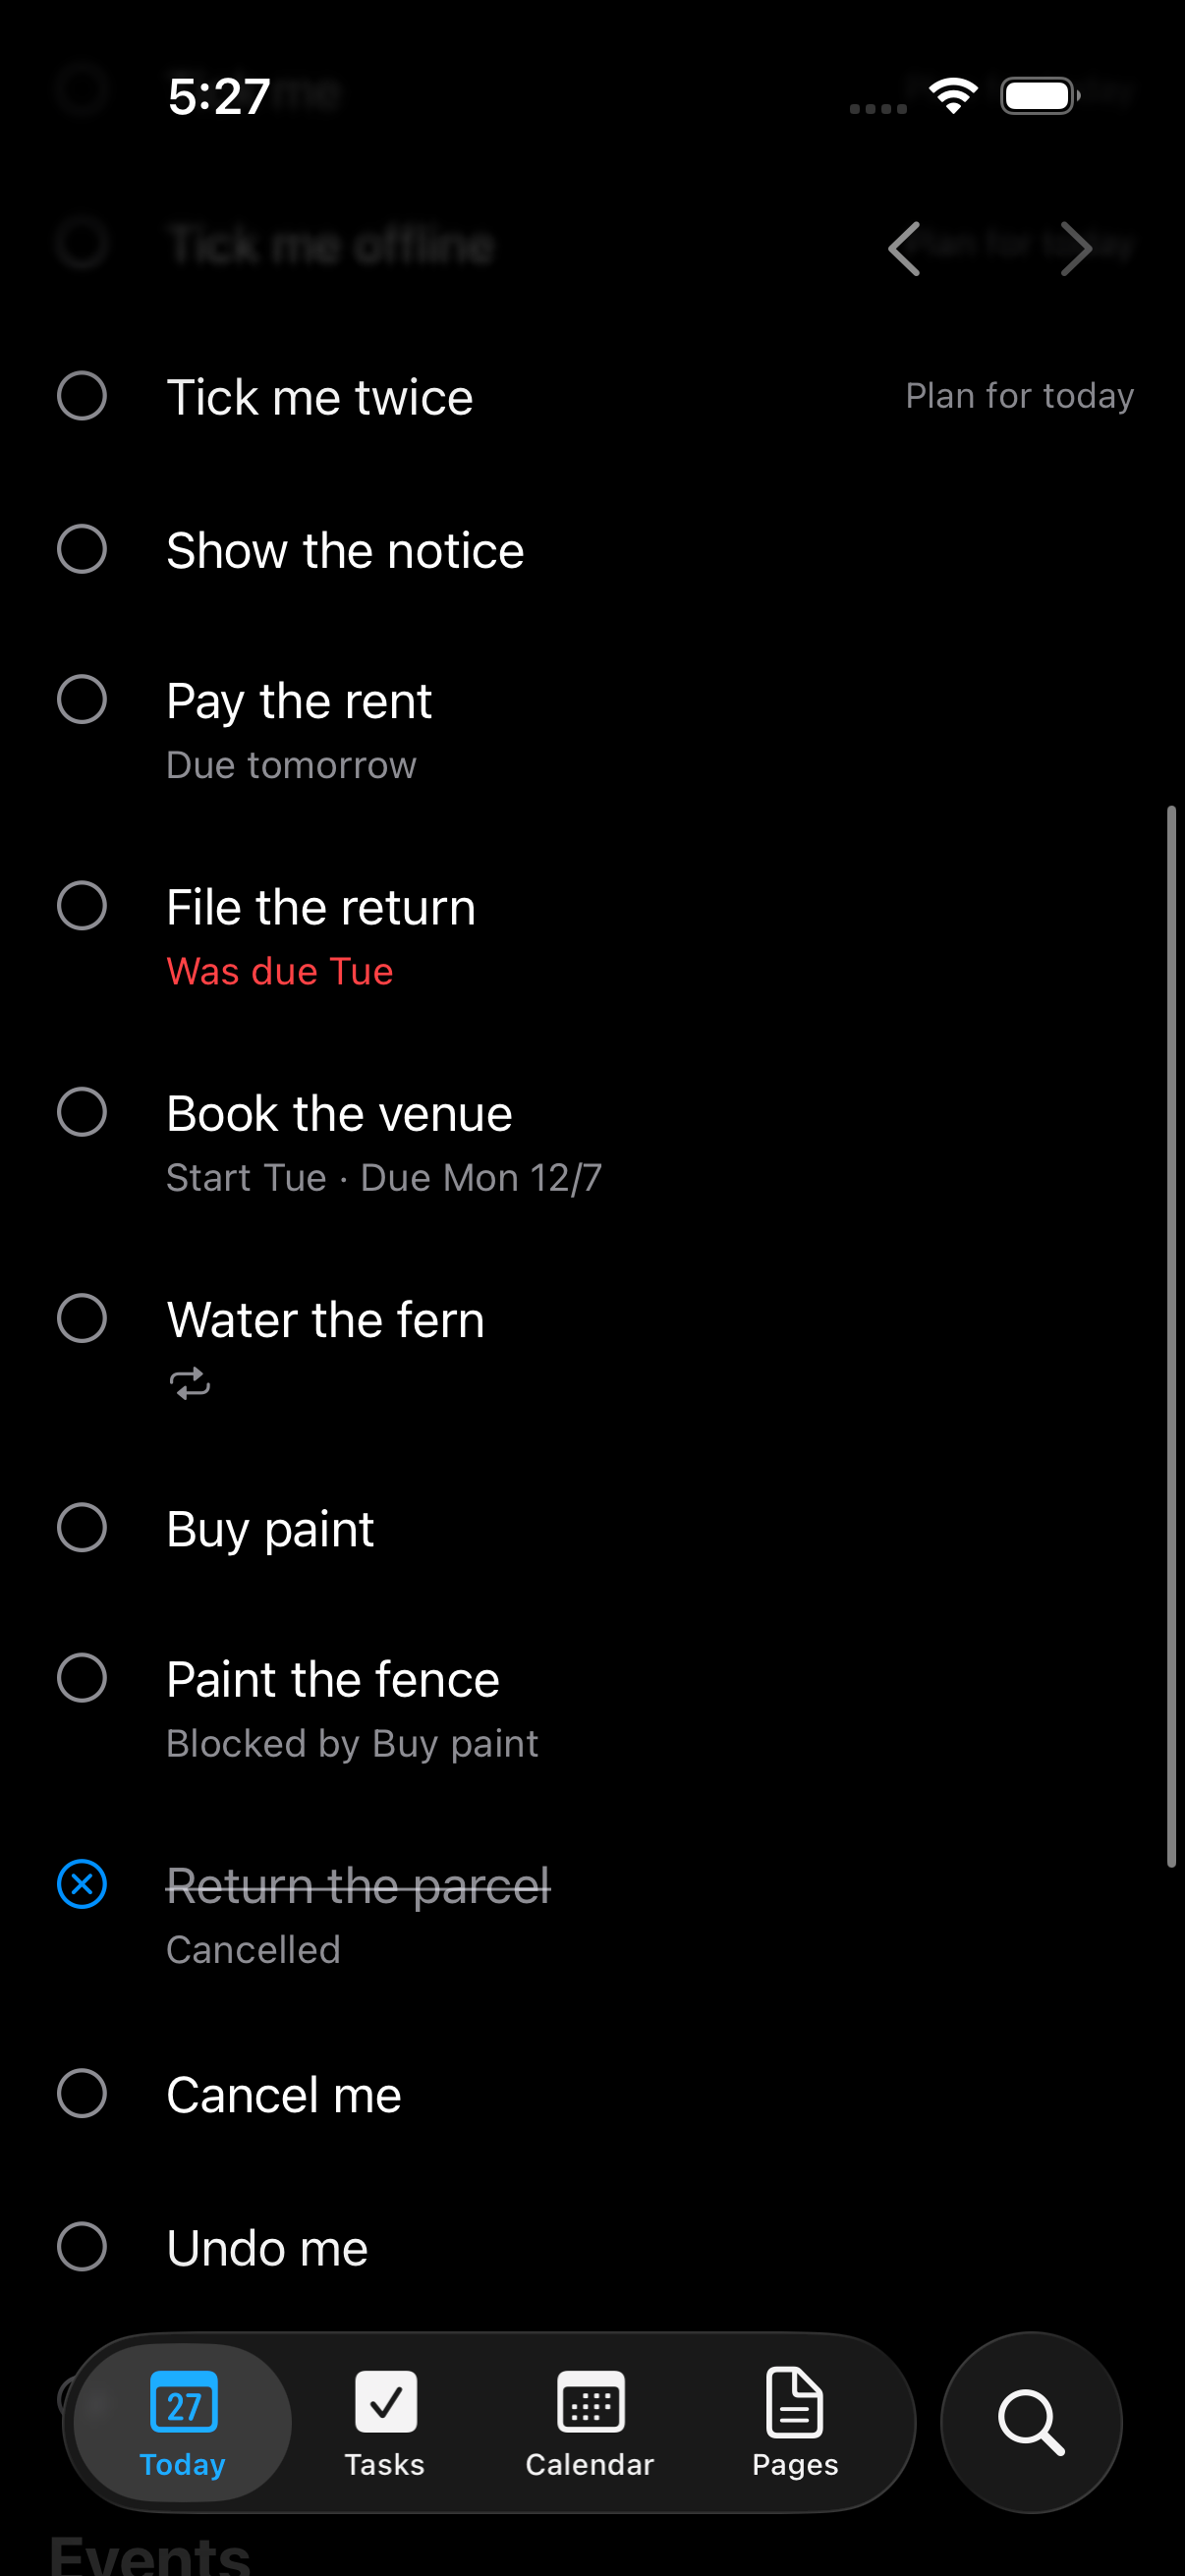 5:27
Tick me offline
Plan for today
Tick me twice
Plan for today
Show the notice
Pay the rent
Due tomorrow
File the return
Was due Tue
Book the venue
Start Tue · Due Mon 12/7
Water the fern
Buy paint
Paint the fence
Blocked by Buy paint
Return the parcel
Cancelled
Cancel me
Undo me
27
Today
Tasks
Calendar
Pages
Events